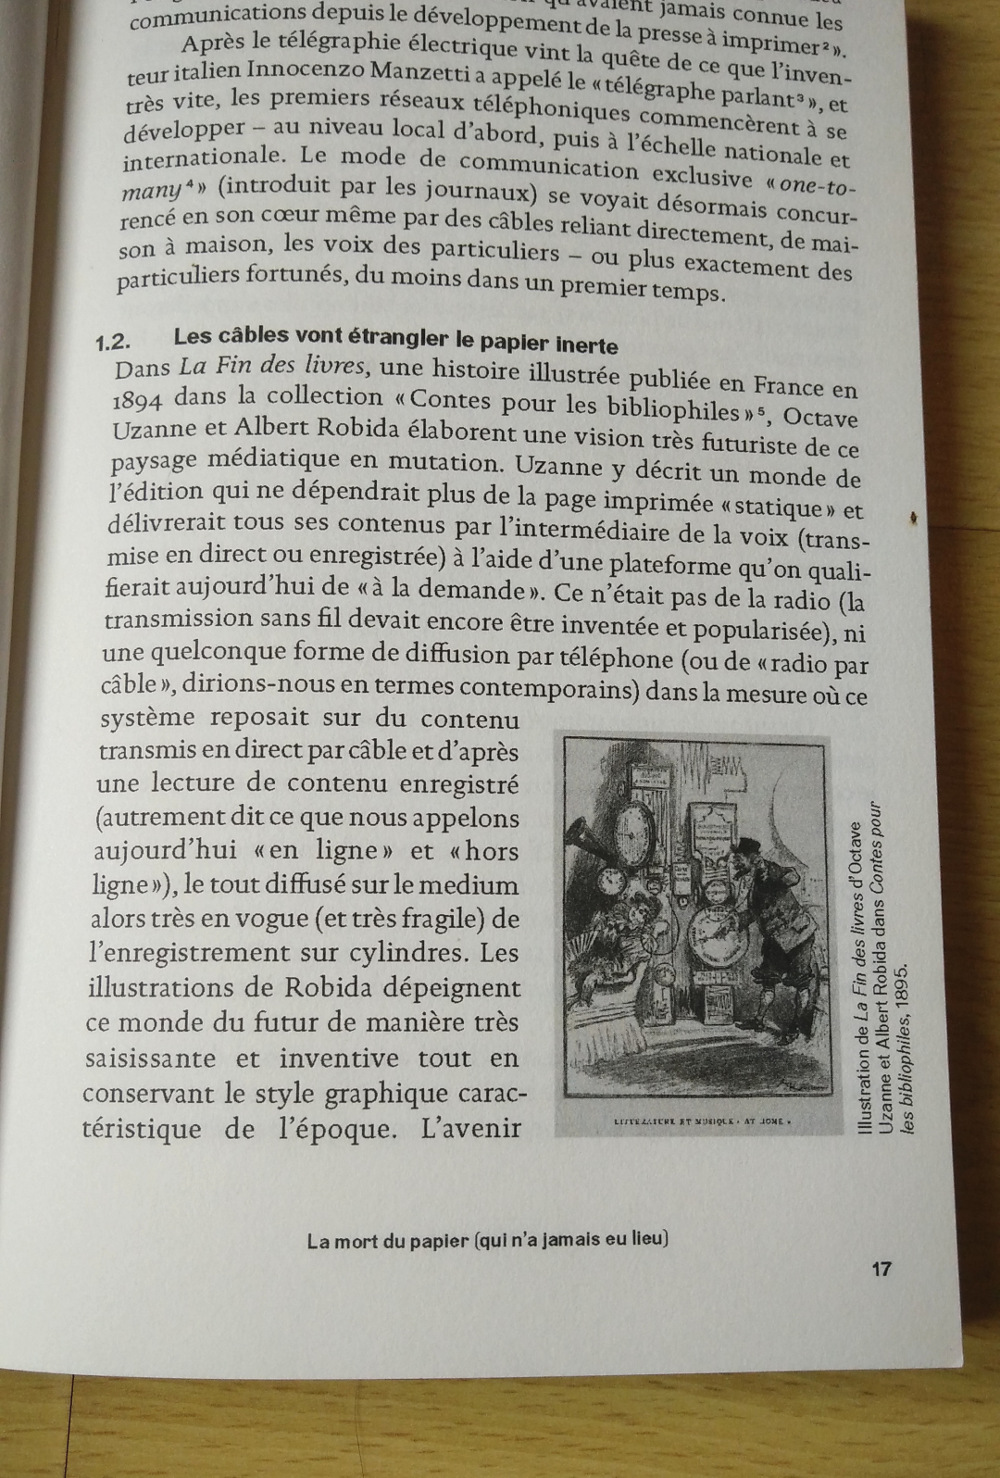 avaient jamais connue les
communications depuis le développement de la presse à imprimer² ».
Après le télégraphie électrique vint la quête de ce que l'inven-
teur italien Innocenzo Manzetti a appelé le « télégraphe parlant³ », et
très vite, les premiers réseaux téléphoniques commencèrent à se
développer – au niveau local d'abord, puis à l'échelle nationale et
internationale. Le mode de communication exclusive « one-to-
many⁴ » (introduit par les journaux) se voyait désormais concur-
rencé en son cœur même par des câbles reliant directement, de mai-
son à maison, les voix des particuliers – ou plus exactement des
particuliers fortunés, du moins dans un premier temps.
1.2. Les câbles vont étrangler le papier inerte
Dans La Fin des livres, une histoire illustrée publiée en France en
1894 dans la collection « Contes pour les bibliophiles »⁵, Octave
Uzanne et Albert Robida élaborent une vision très futuriste de ce
paysage médiatique en mutation. Uzanne y décrit un monde de
l'édition qui ne dépendrait plus de la page imprimée « statique » et
délivrerait tous ses contenus par l'intermédiaire de la voix (trans-
mise en direct ou enregistrée) à l'aide d'une plateforme qu'on quali-
fierait aujourd'hui de « à la demande ». Ce n'était pas de la radio (la
transmission sans fil devait encore être inventée et popularisée), ni
une quelconque forme de diffusion par téléphone (ou de « radio par
câble », dirions-nous en termes contemporains) dans la mesure où ce
système reposait sur du contenu
transmis en direct par câble et d'après
une lecture de contenu enregistré
(autrement dit ce que nous appelons
aujourd'hui « en ligne » et « hors
ligne »), le tout diffusé sur le medium
alors très en vogue (et très fragile) de
l'enregistrement sur cylindres. Les
illustrations de Robida dépeignent
ce monde du futur de manière très
saisissante et inventive tout en
conservant le style graphique carac-
téristique de l'époque. L'avenir
LITTÉRATURE ET MUSIQUE « AT HOME »
Illustration de La Fin des livres d'Octave
Uzanne et Albert Robida dans Contes pour
les bibliophiles, 1895.
La mort du papier (qui n'a jamais eu lieu)
17